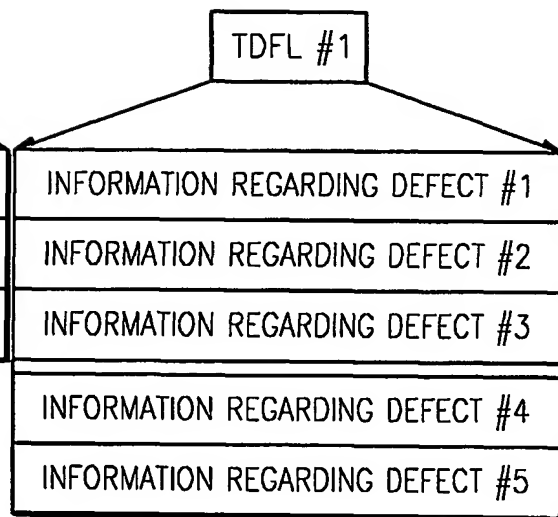 TDFL #1
INFORMATION REGARDING DEFECT #1
INFORMATION REGARDING DEFECT #2
INFORMATION REGARDING DEFECT #3
INFORMATION REGARDING DEFECT #4
INFORMATION REGARDING DEFECT #5